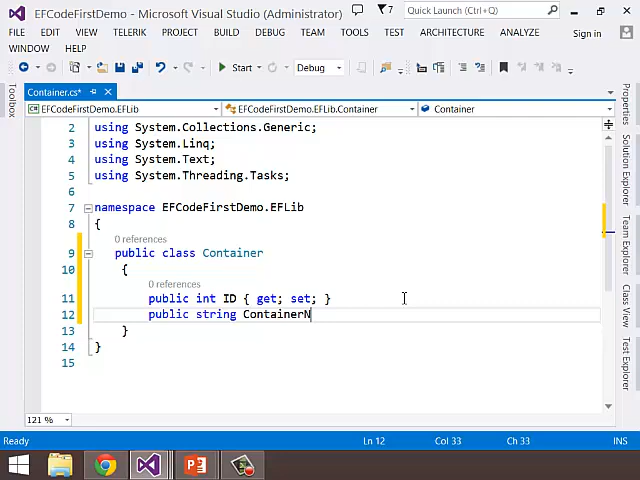 EFCodeFirstDemo - Microsoft Visual Studio (Administrator)
7
Quick Launch (Ctrl+Q)
FILE EDIT VIEW TELERIK PROJECT BUILD DEBUG TEAM TOOLS TEST ARCHITECTURE ANALYZE Sign in
WINDOW HELP
Start Debug
Container.cs*
EFCodeFirstDemo.EFLib EFCodeFirstDemo.EFLib.Container Container
Toolbox
2 using System.Collections.Generic;
3 using System.Linq;
4 using System.Text;
5 using System.Threading.Tasks;
6
7 namespace EFCodeFirstDemo.EFLib
8 {
0 references
9 public class Container
10 {
0 references
11 public int ID { get; set; }
12 public string ContainerN
13 }
14 }
15
Properties
Solution Explorer
Team Explorer
Class View
Test Explorer
121 %
Ready Ln 12 Col 33 Ch 33 INS